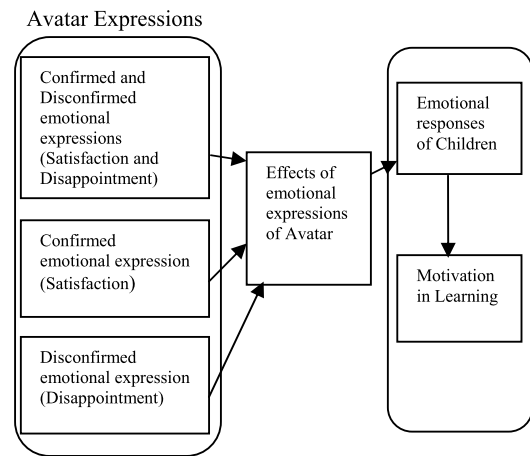 Avatar Expressions
Confirmed and
Disconfirmed
emotional
expressions
(Satisfaction and
Disappointment)
Confirmed
emotional expression
(Satisfaction)
Disconfirmed
emotional expression
(Disappointment)
Effects of
emotional
expressions
of Avatar
Emotional
responses
of Children
Motivation
in Learning